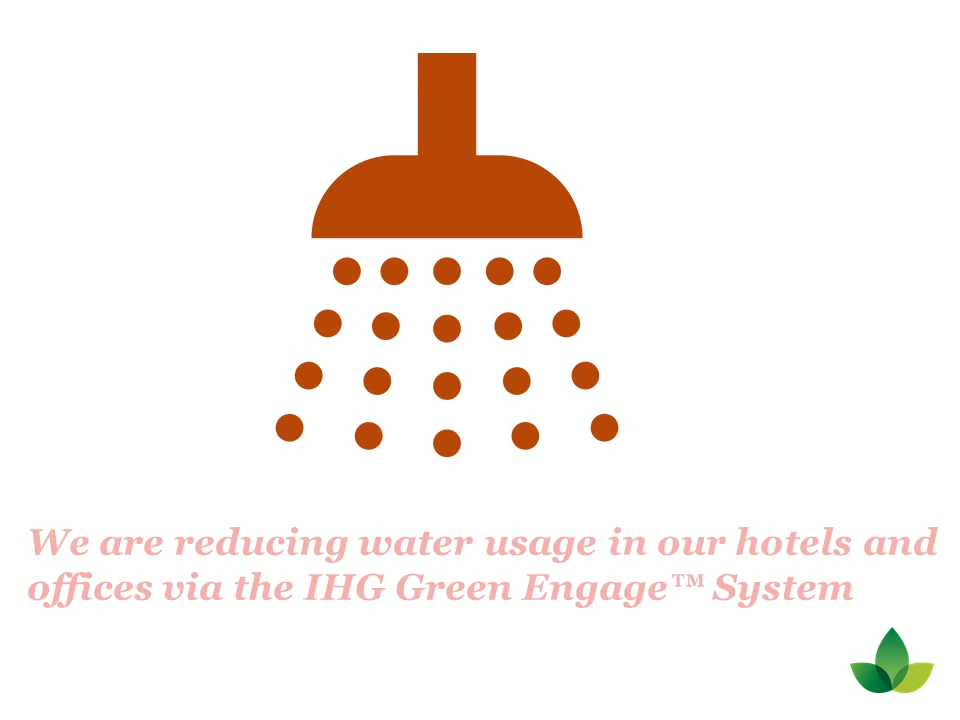 We are reducing water usage in our hotels and
offices via the IHG Green Engage™ System